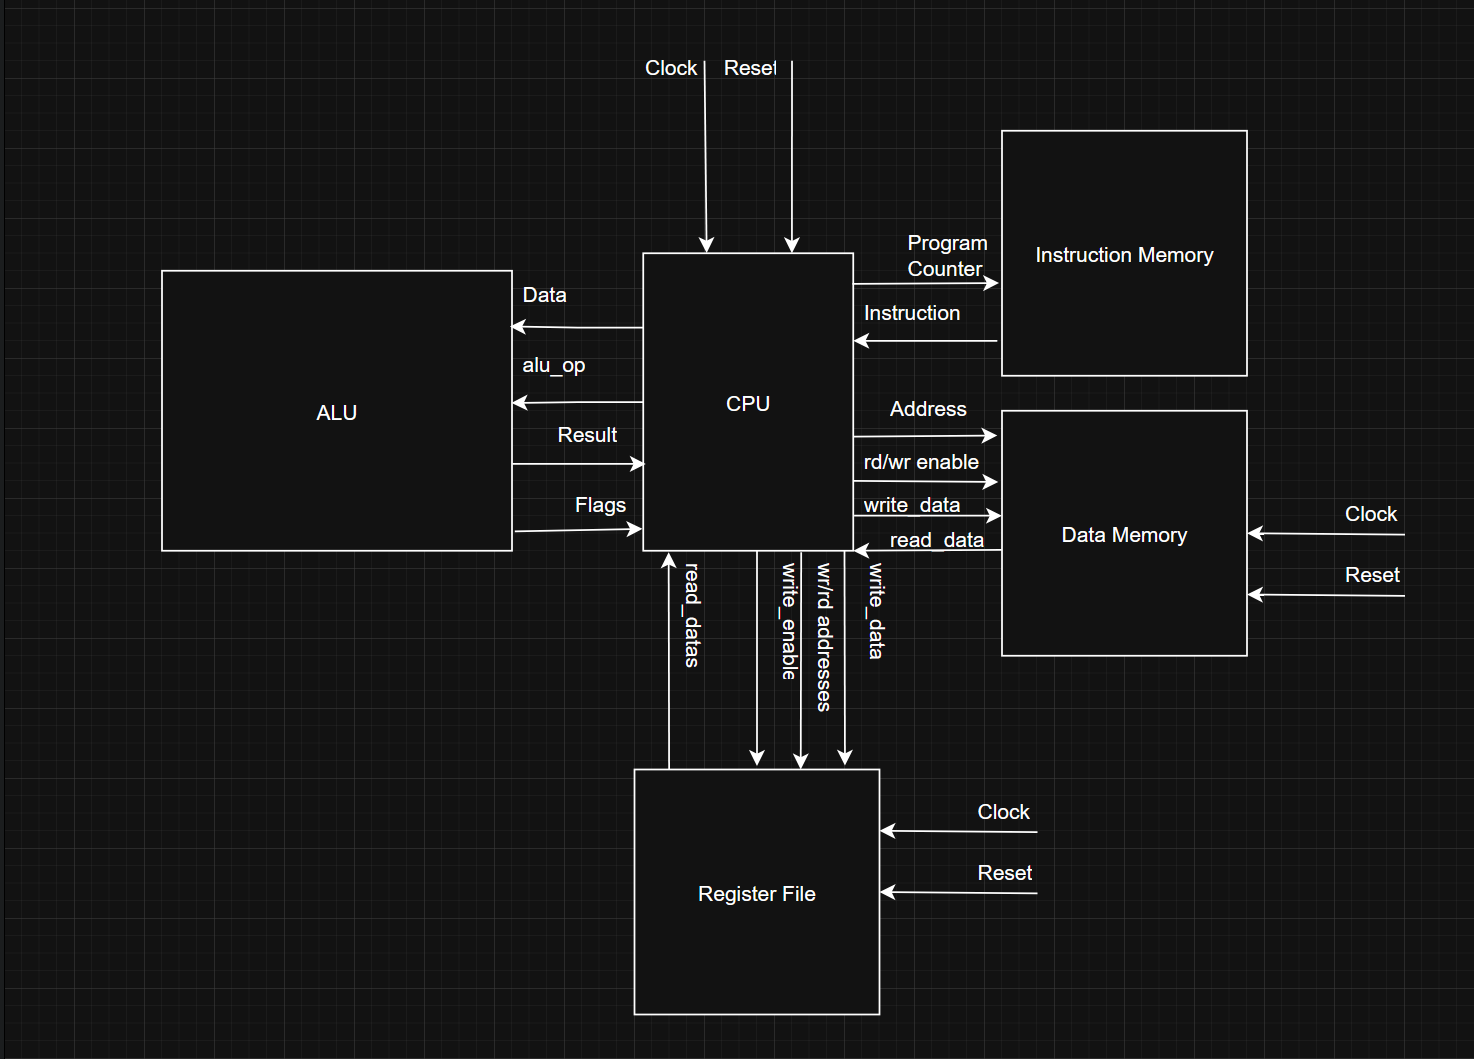 Clock
Reset
Program
Counter
Instruction Memory
Data
Instruction
alu_op
ALU
CPU
Address
Result
rd/wr enable
Flags
write_data
read_data
Data Memory
Clock
Reset
read_datas
write_enable
wr/rd addresses
write_data
Clock
Reset
Register File